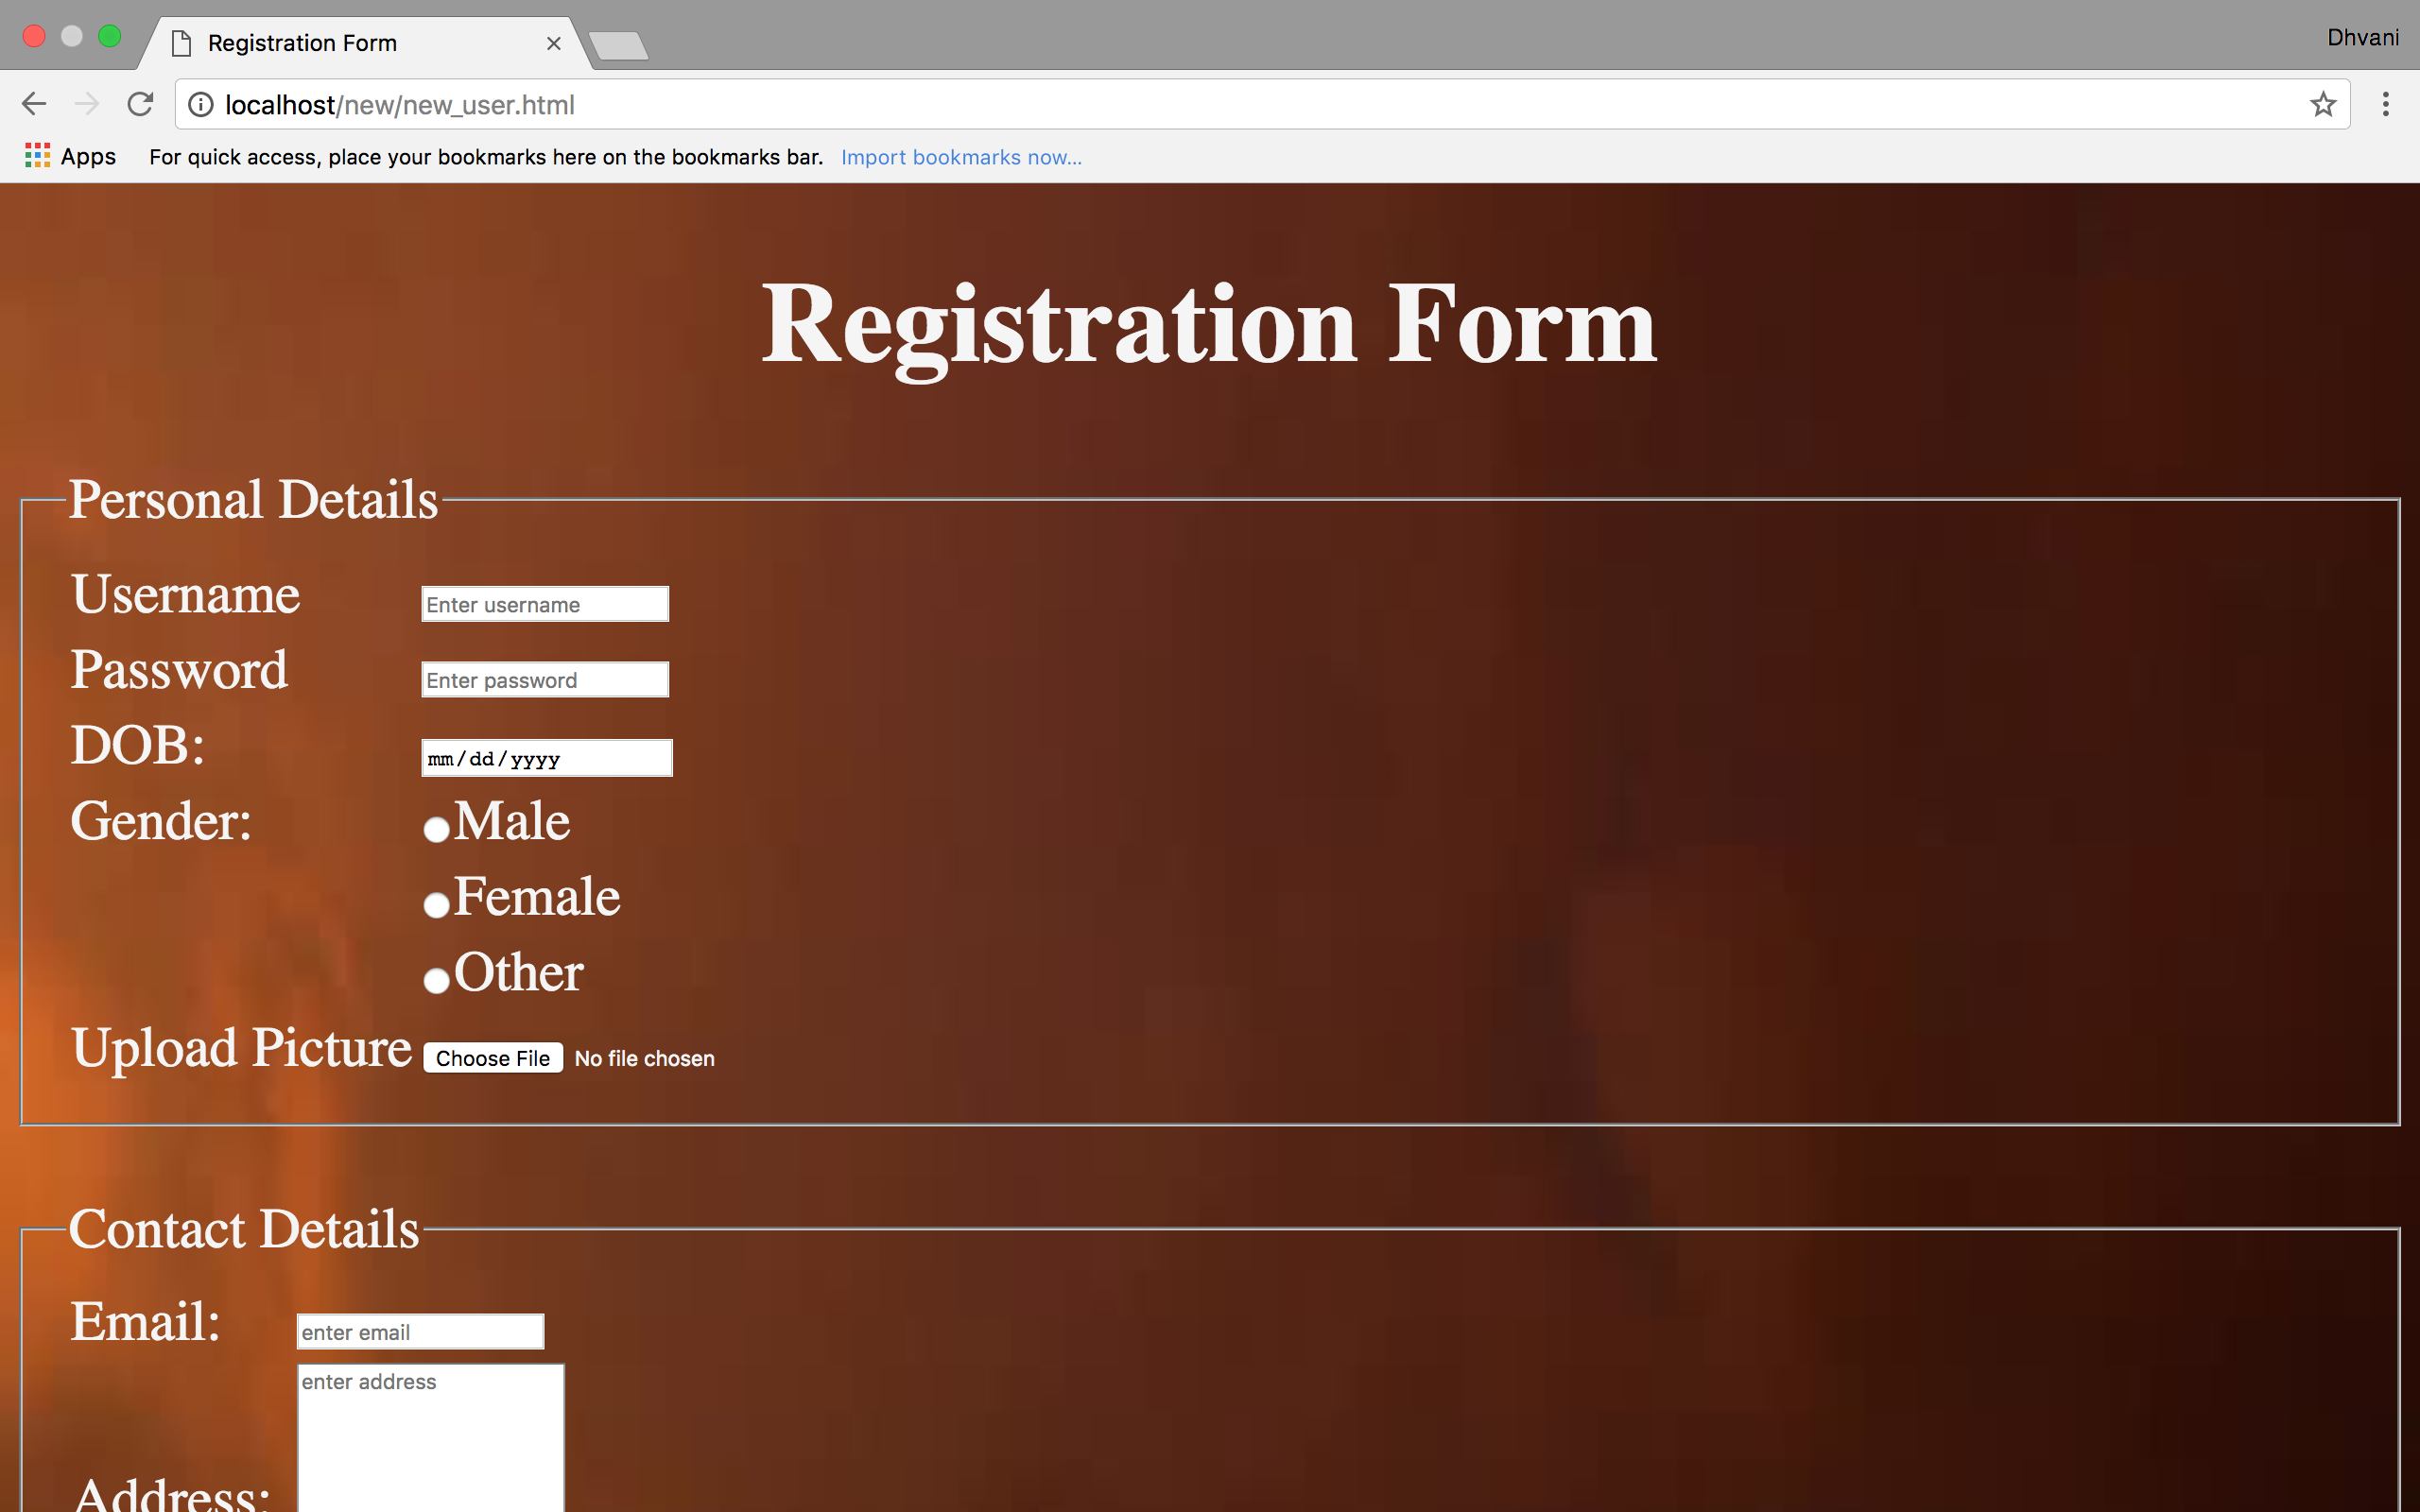 Registration Form
Dhvani
localhost/new/new_user.html
Apps For quick access, place your bookmarks here on the bookmarks bar. Import bookmarks now...
Registration Form
Personal Details
Username Enter username
Password Enter password
DOB: mm/dd/yyyy
Gender: Male
Female
Other
Upload Picture Choose File No file chosen
Contact Details
Email: enter email
enter address
Address: